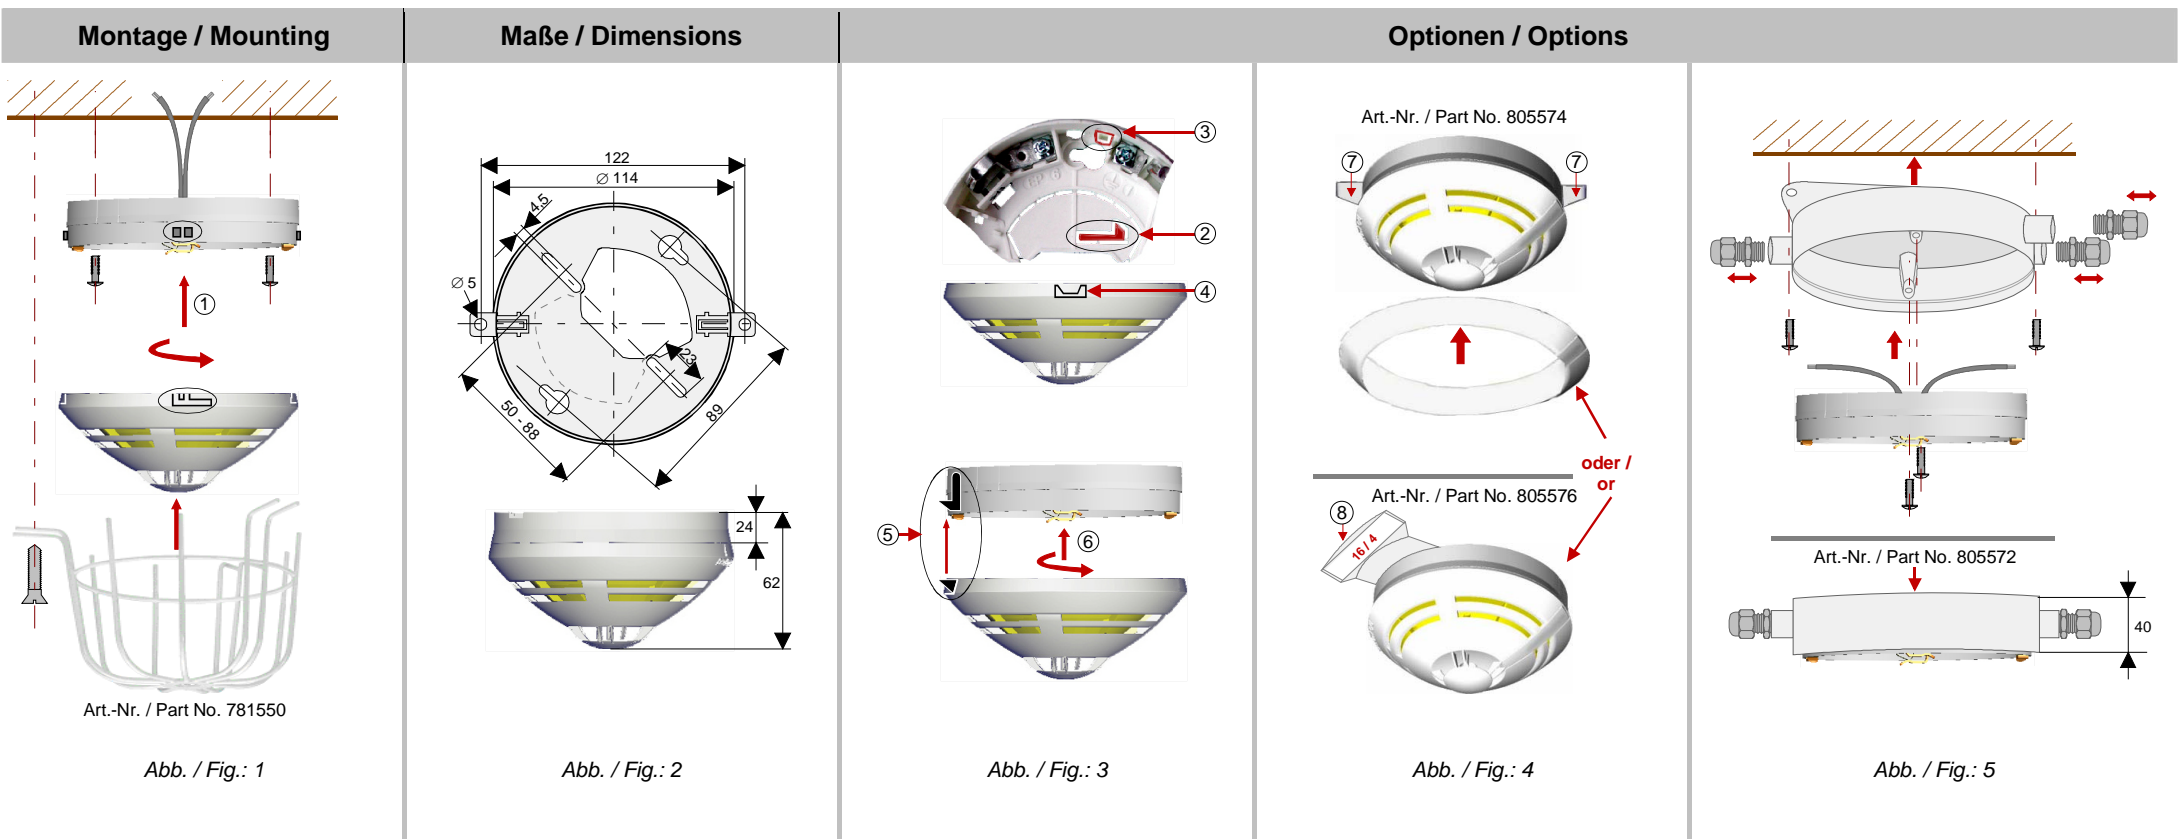 Montage / Mounting
Maße / Dimensions
Optionen / Options
1
Art.-Nr. / Part No. 781550
Abb. / Fig.: 1
122
∅ 114
4,5
∅ 5
23
50 - 88
89
24
62
Abb. / Fig.: 2
3
2
4
5
6
Abb. / Fig.: 3
Art.-Nr. / Part No. 805574
7
7
oder /
or
Art.-Nr. / Part No. 805576
8
16 / 4
Abb. / Fig.: 4
Art.-Nr. / Part No. 805572
40
Abb. / Fig.: 5